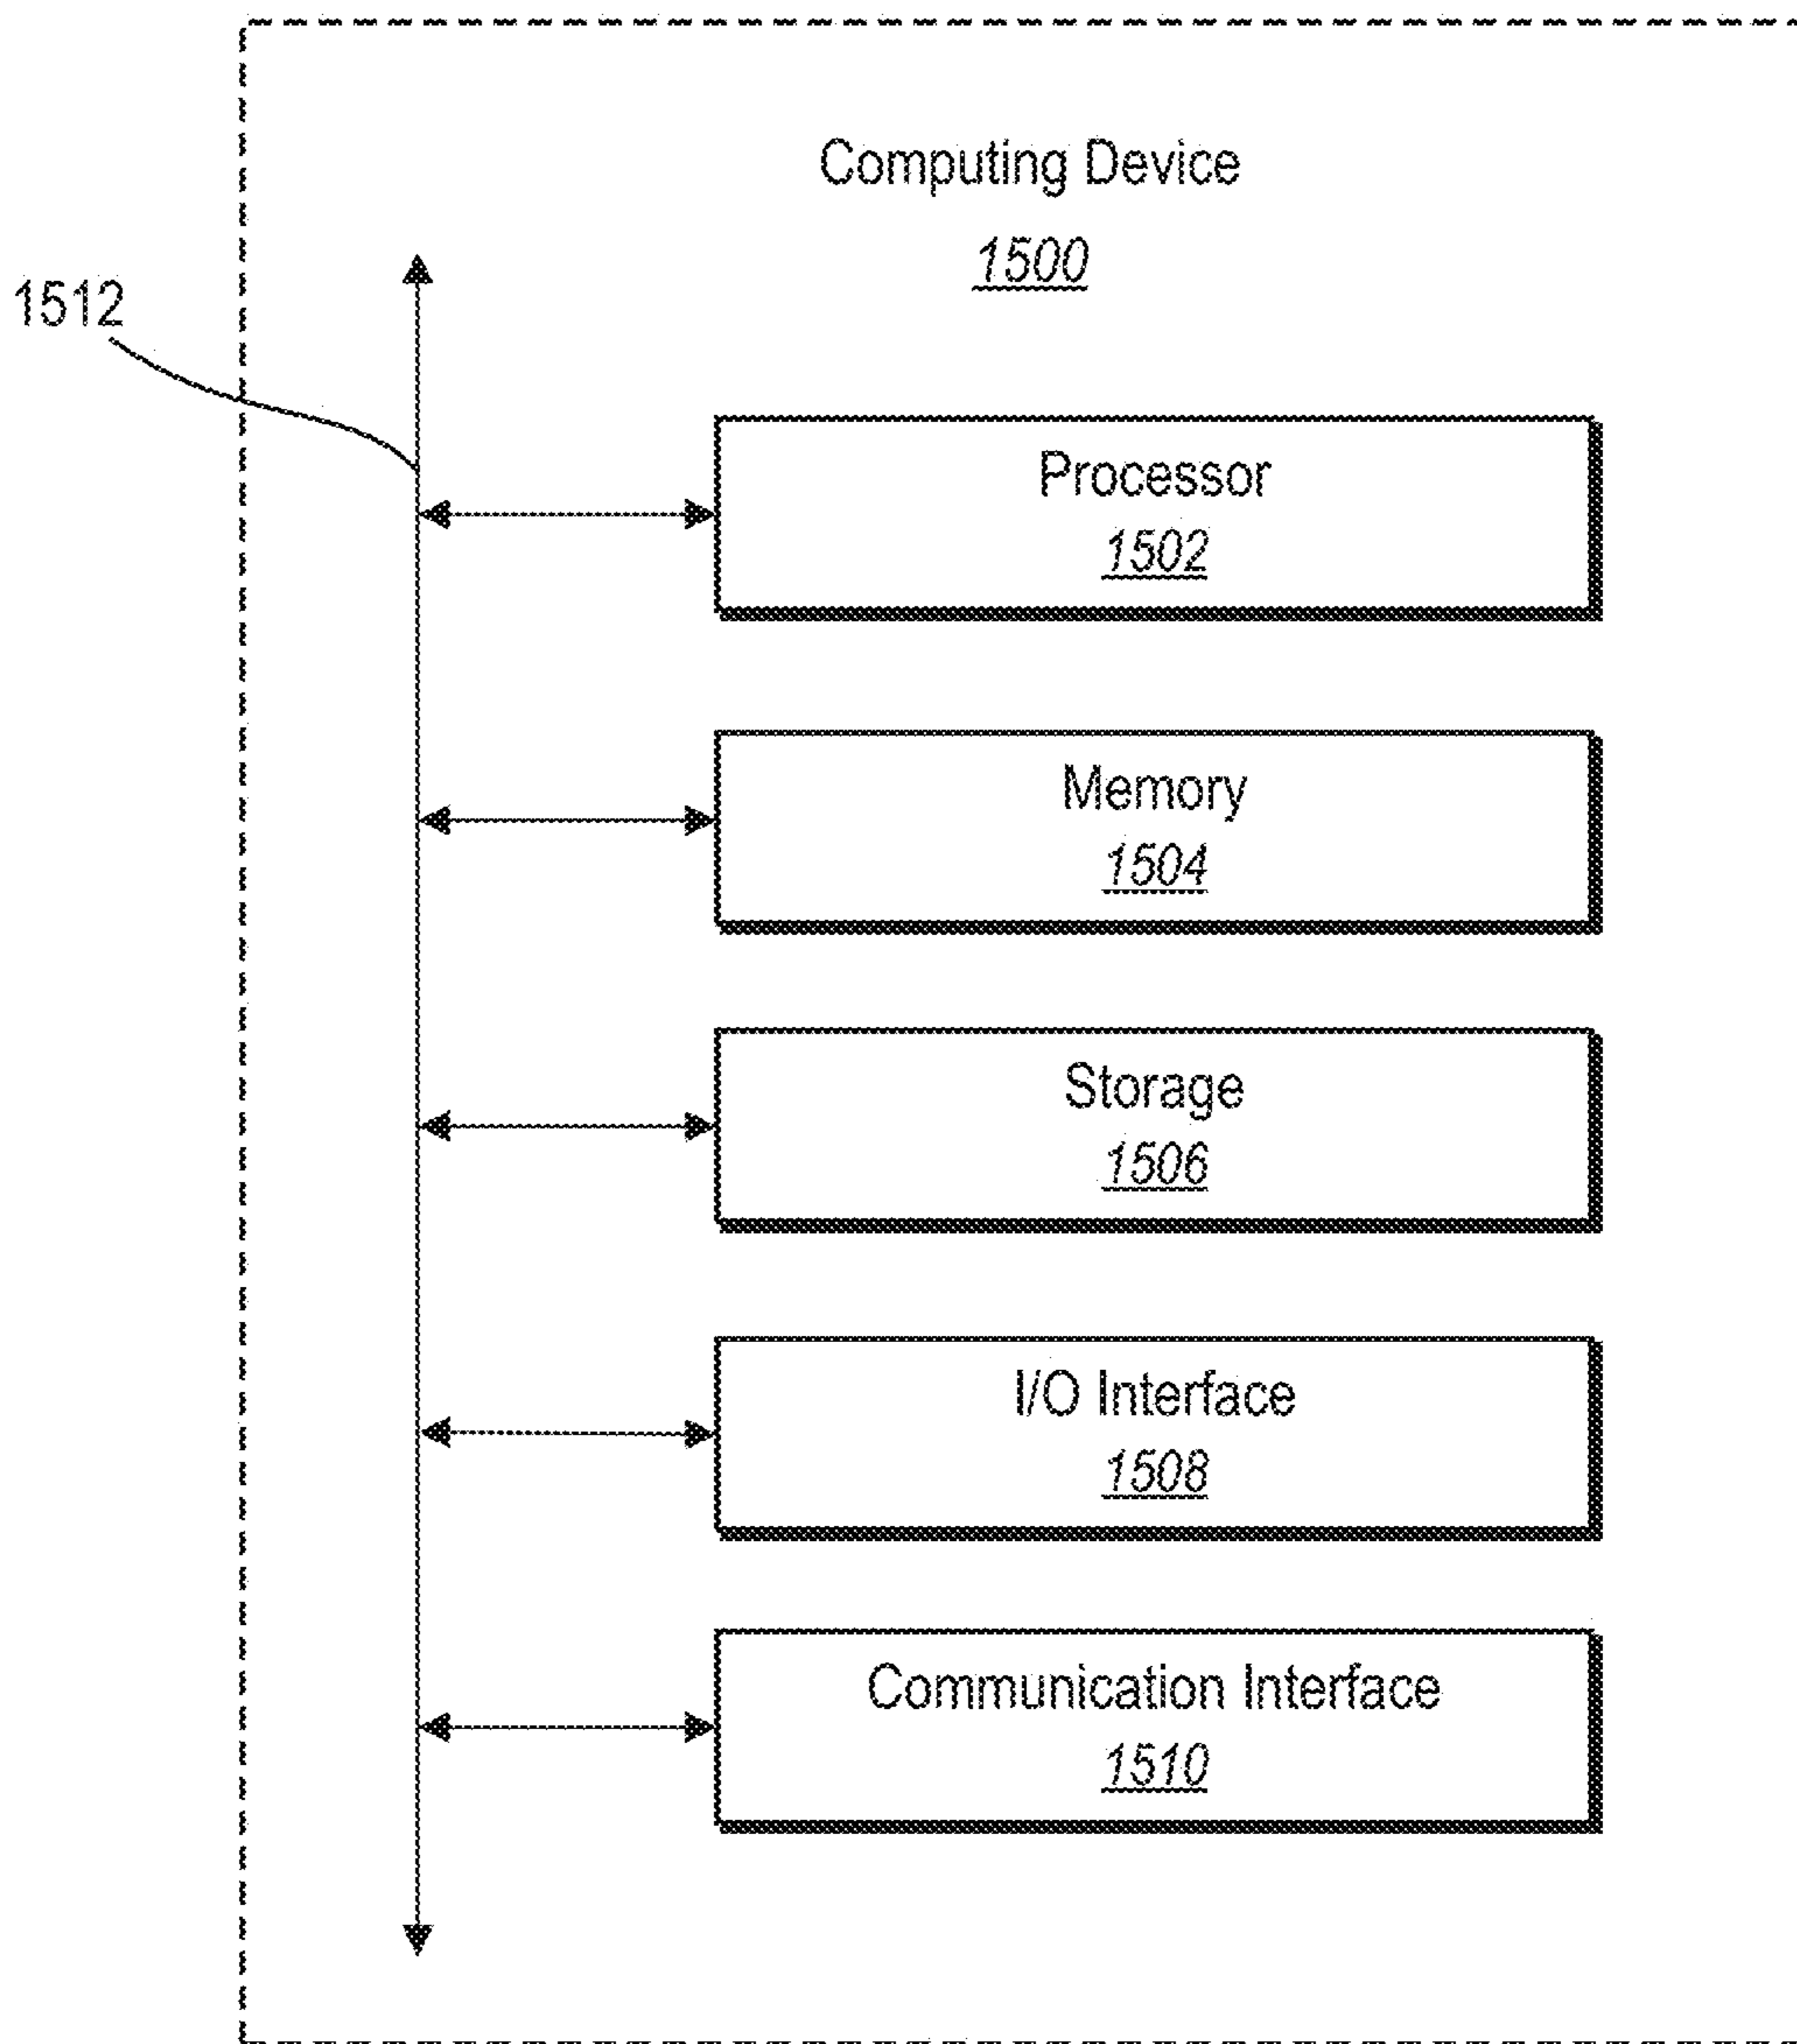 Computing Device
1500
1512
Processor
1502
Memory
1504
Storage
1506
I/O Interface
1508
Communication Interface
1510